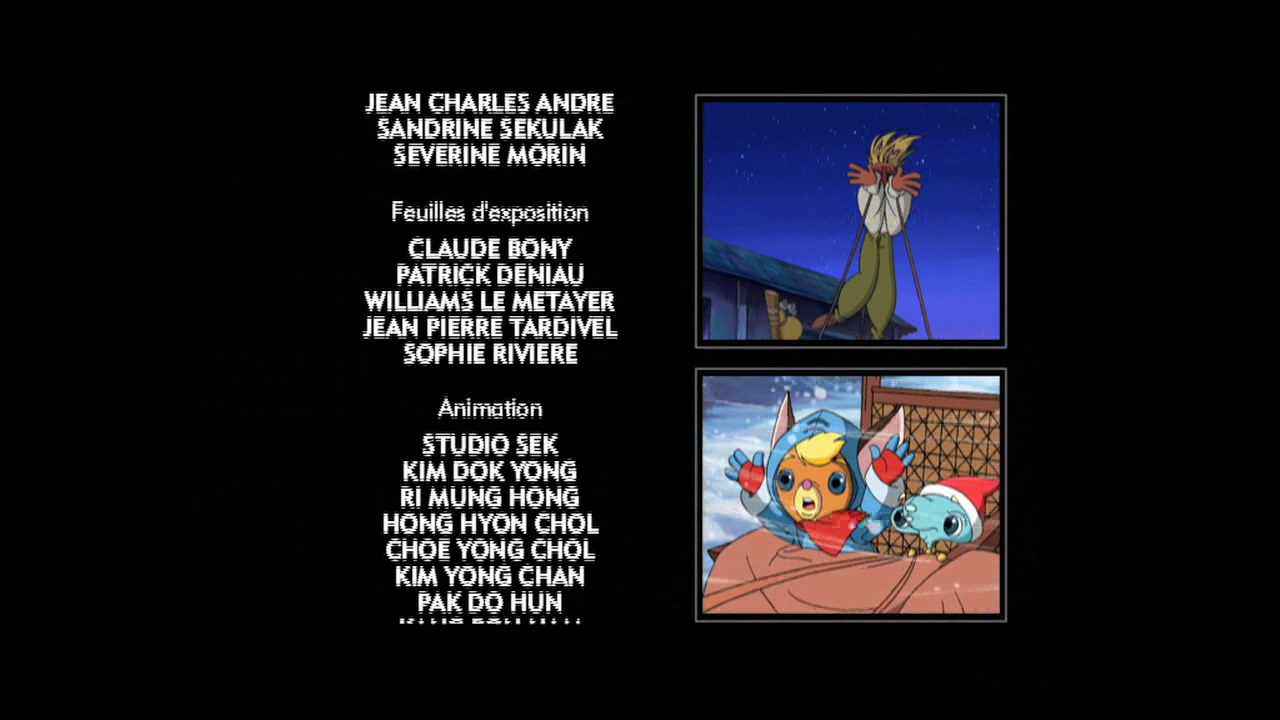 JEAN CHARLES ANDRE
SANDRINE SEKULAK
SEVERINE MORIN
Feuilles d'exposition
CLAUDE BONY
PATRICK DENIAU
WILLIAMS LE METAYER
JEAN PIERRE TARDIVEL
SOPHIE RIVIERE
Animation
STUDIO SEK
KIM DOK YONG
RI MUNG HONG
HONG HYON CHOL
CHOE YONG CHOL
KIM YONG CHAN
PAK DO HUN